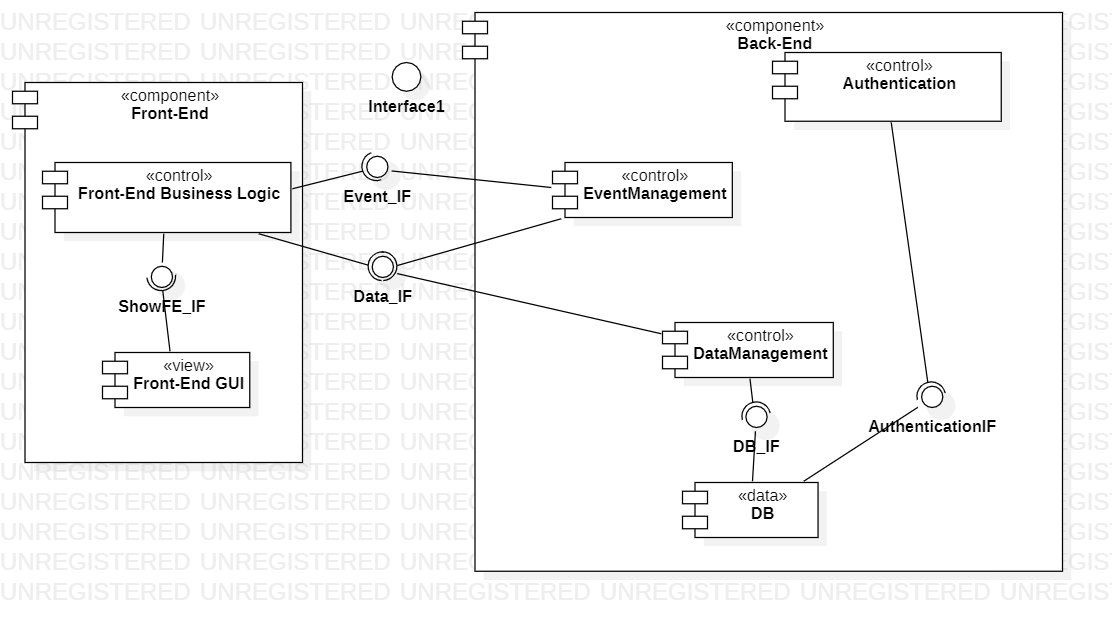 UNREGISTERED UNREGISTERED UNREGISTERED UNREGISTERED UNREGISTERED UNREGIS
«component»
Back-End
«control»
Authentication
Interface1
«component»
Front-End
«control»
Front-End Business Logic
Event_IF
«control»
EventManagement
Data_IF
ShowFE_IF
«view»
Front-End GUI
«control»
DataManagement
DB_IF
AuthenticationIF
«data»
DB